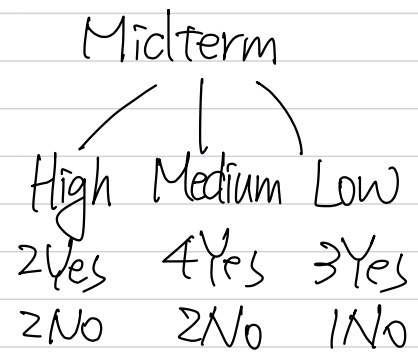 Midterm
High Medium Low
2Yes 4Yes 3Yes
2No 2No 1No